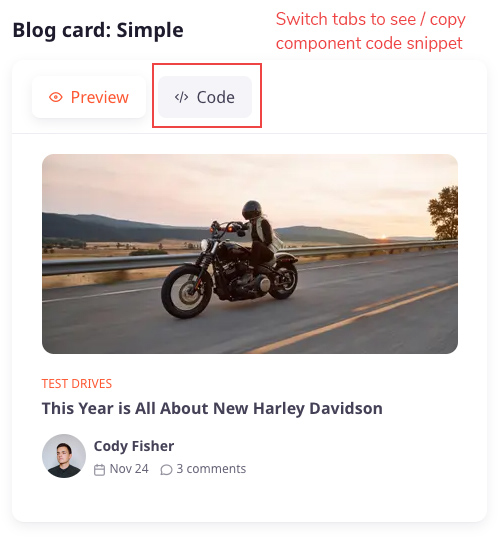 Blog card: Simple
Switch tabs to see / copy
component code snippet
Preview
</> Code
TEST DRIVES
This Year is All About New Harley Davidson
Cody Fisher
Nov 24 3 comments